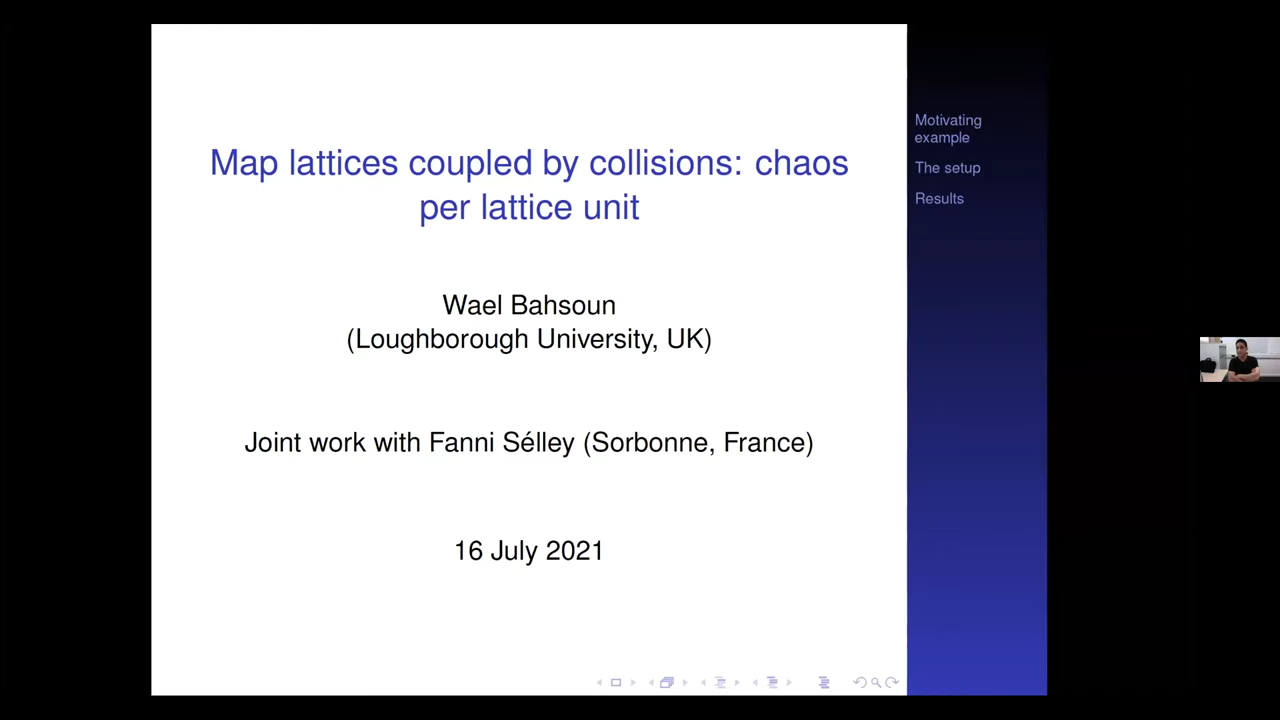 Map lattices coupled by collisions: chaos
per lattice unit
Wael Bahsoun
(Loughborough University, UK)
Joint work with Fanni Sélley (Sorbonne, France)
16 July 2021
Motivating
example
The setup
Results